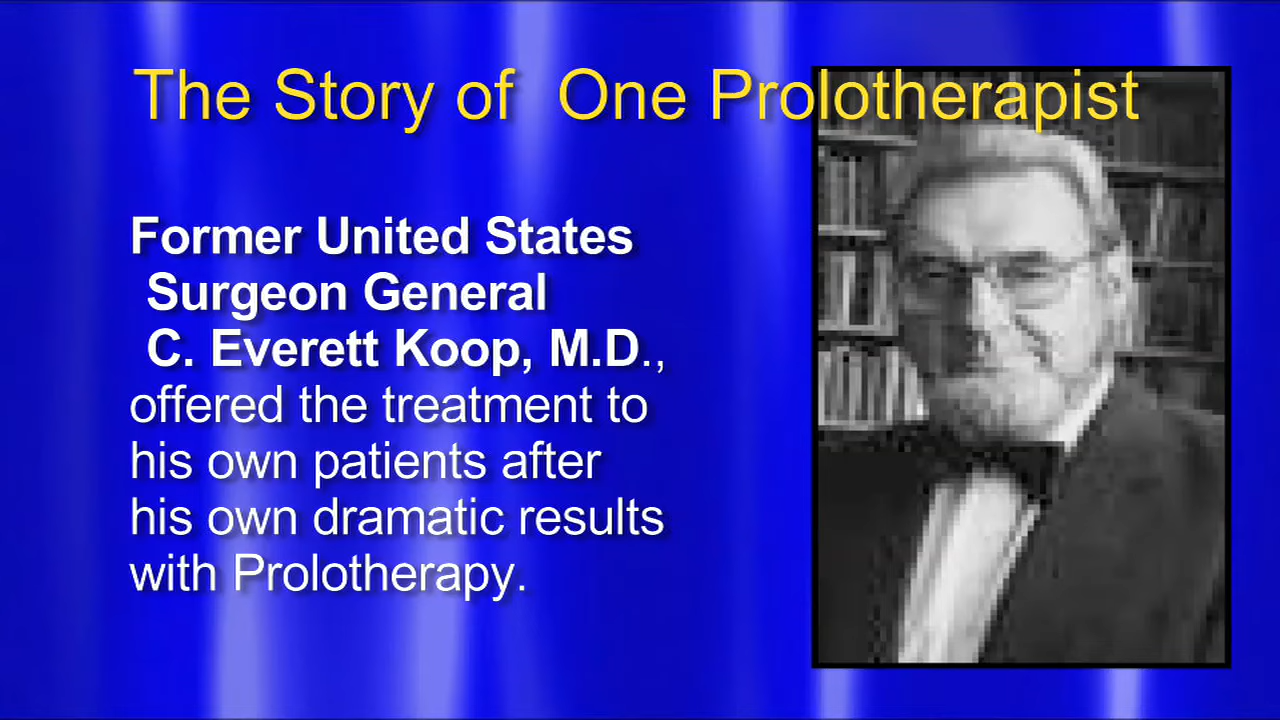 The Story of One Prolotherapist
Former United States
Surgeon General
C. Everett Koop, M.D.,
offered the treatment to
his own patients after
his own dramatic results
with Prolotherapy.